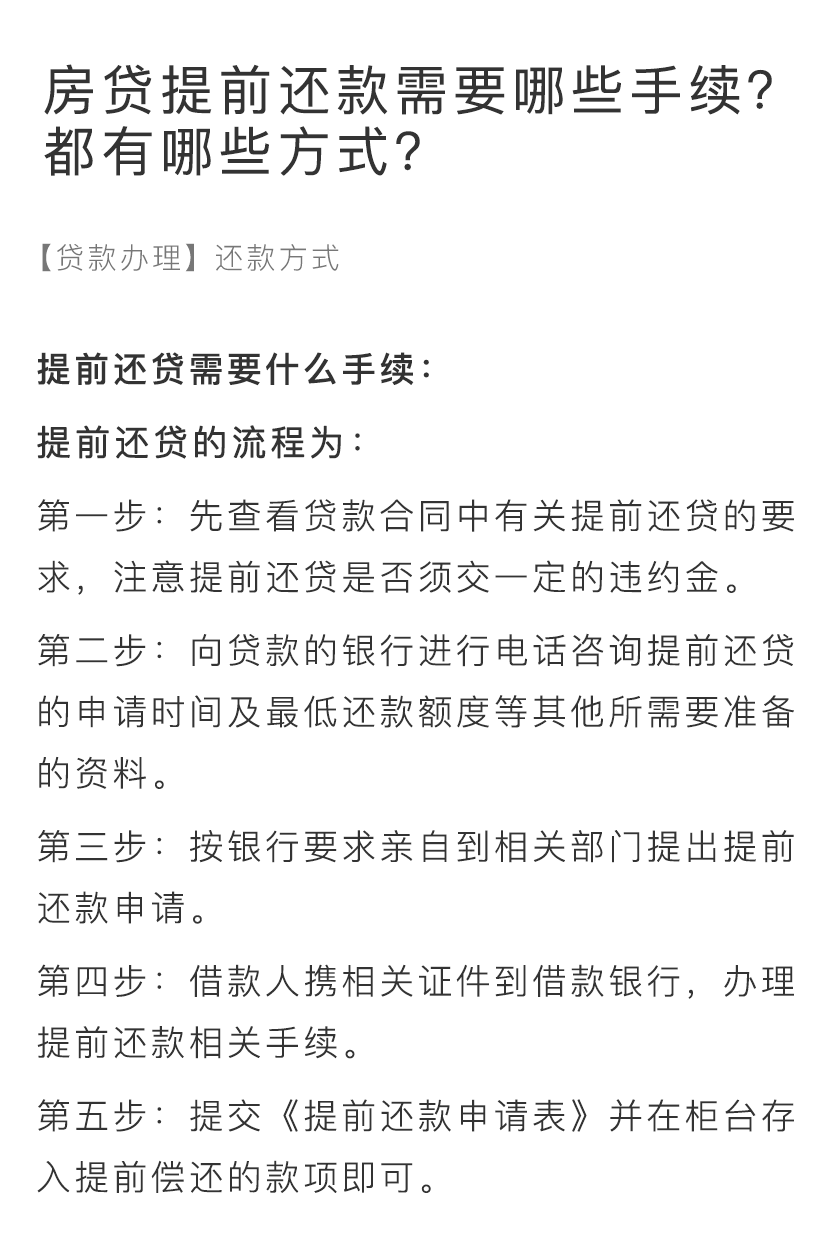 房贷提前还款需要哪些手续？
都有哪些方式？
【贷款办理】还款方式
提前还贷需要什么手续：
提前还贷的流程为：
第一步：先查看贷款合同中有关提前还贷的要
求，注意提前还贷是否须交一定的违约金。
第二步：向贷款的银行进行电话咨询提前还贷
的申请时间及最低还款额度等其他所需要准备
的资料。
第三步：按银行要求亲自到相关部门提出提前
还款申请。
第四步：借款人携相关证件到借款银行，办理
提前还款相关手续。
第五步：提交《提前还款申请表》并在柜台存
入提前偿还的款项即可。